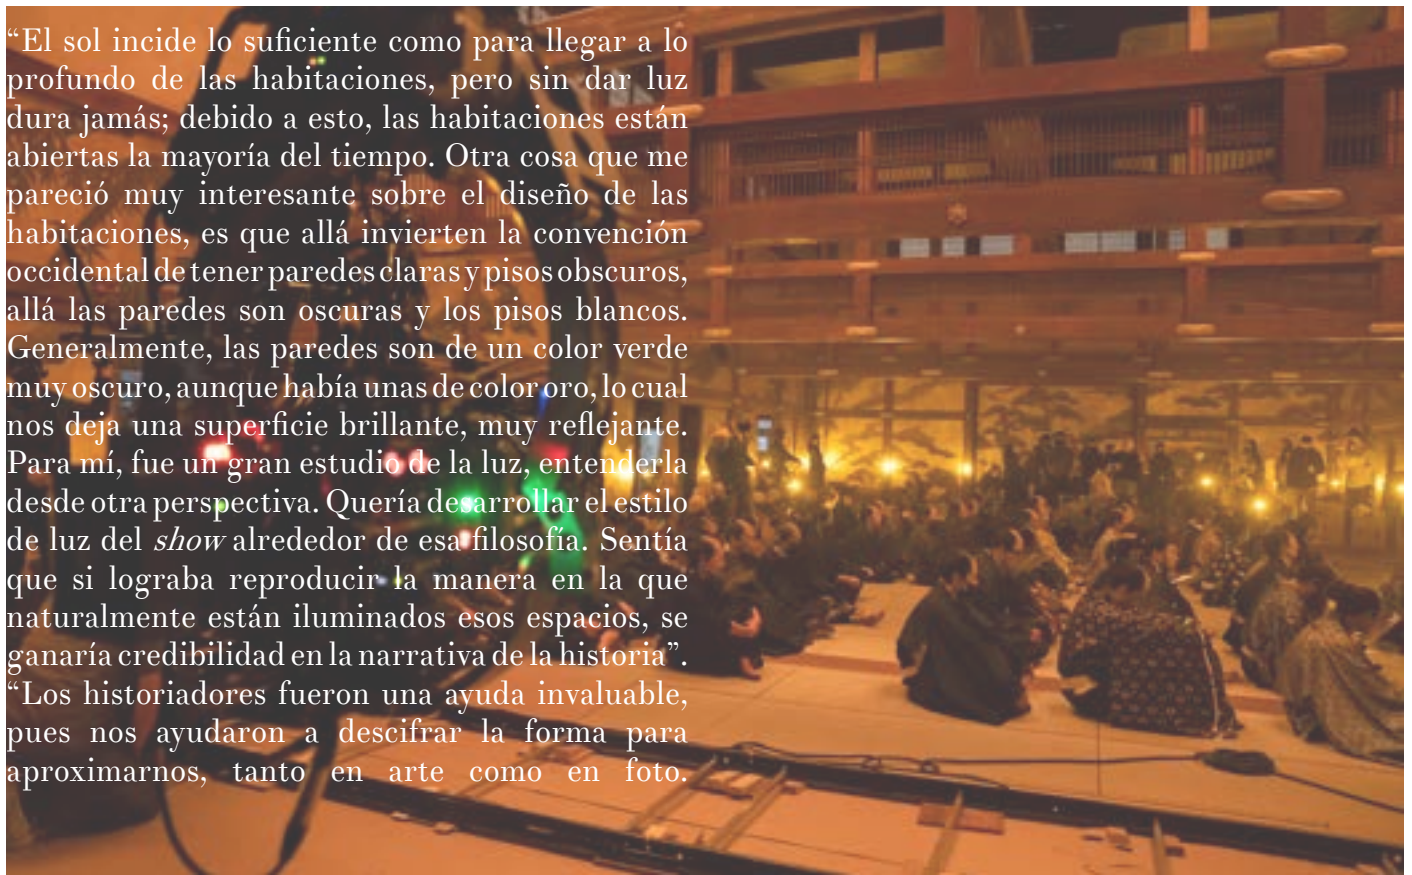 “El sol incide lo suficiente como para llegar a lo
profundo de las habitaciones, pero sin dar luz
dura jamás; debido a esto, las habitaciones están
abiertas la mayoría del tiempo. Otra cosa que me
pareció muy interesante sobre el diseño de las
habitaciones, es que allá invierten la convención
occidental de tener paredes claras y pisos obscuros,
allá las paredes son oscuras y los pisos blancos.
Generalmente, las paredes son de un color verde
muy oscuro, aunque había unas de color oro, lo cual
nos deja una superficie brillante, muy reflejante.
Para mí, fue un gran estudio de la luz, entenderla
desde otra perspectiva. Quería desarrollar el estilo
de luz del show alrededor de esa filosofía. Sentía
que si lograba reproducir la manera en la que
naturalmente están iluminados esos espacios, se
ganaría credibilidad en la narrativa de la historia”.
“Los historiadores fueron una ayuda invaluable,
pues nos ayudaron a descifrar la forma para
aproximarnos, tanto en arte como en foto.